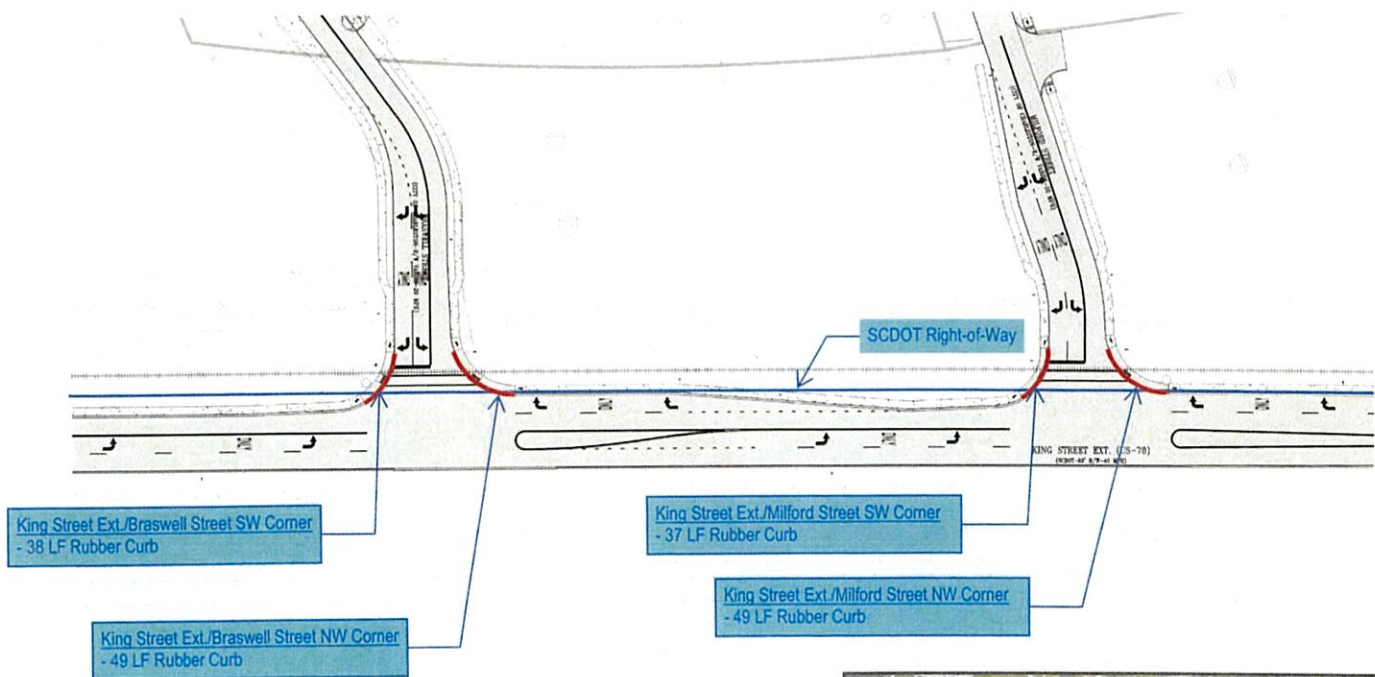 SCDOT Right-of-Way
KING STREET EXT. (US-78)
King Street Ext./Braswell Street SW Corner
- 38 LF Rubber Curb
King Street Ext./Milford Street SW Corner
- 37 LF Rubber Curb
King Street Ext./Milford Street NW Corner
- 49 LF Rubber Curb
King Street Ext./Braswell Street NW Corner
- 49 LF Rubber Curb